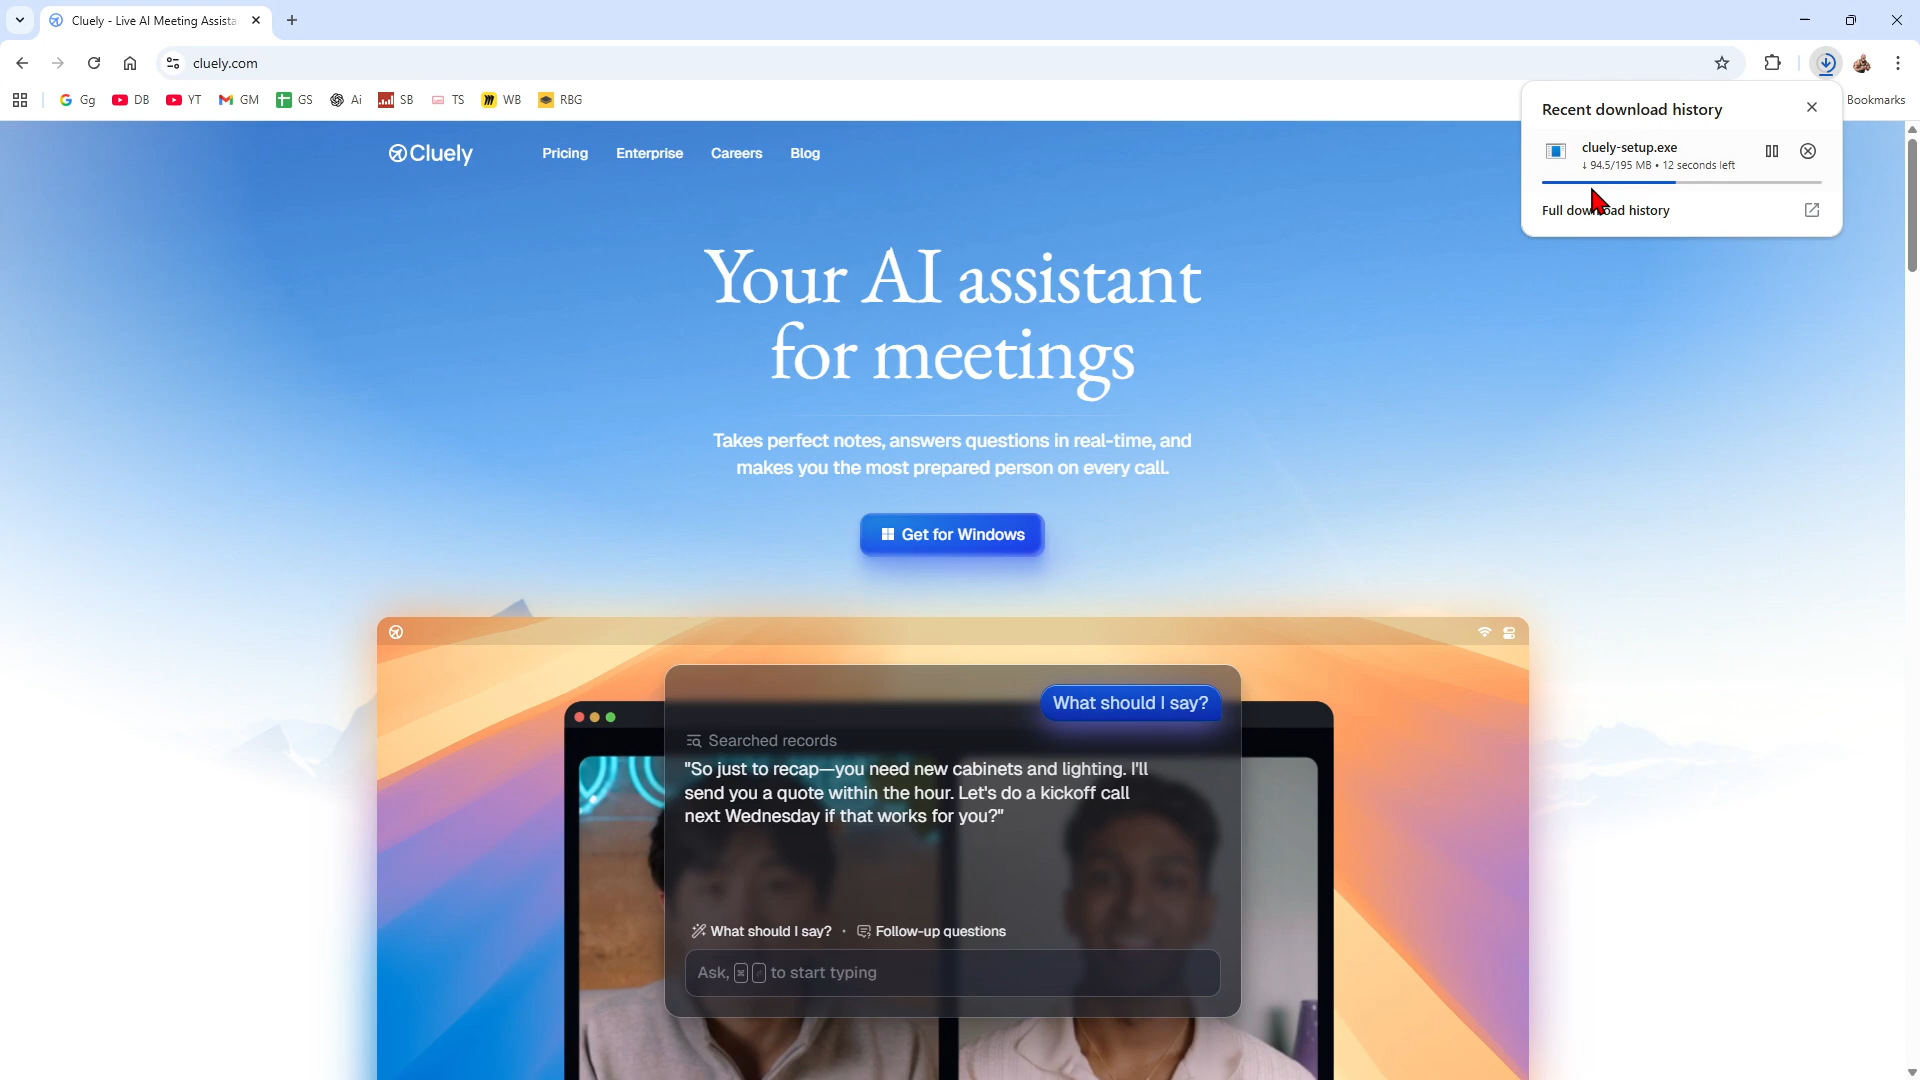 Cluely - Live AI Meeting Assista
cluely.com
Gg
DB
YT
GM
GS
Ai
SB
TS
WB
RBG
Bookmarks
Recent download history
cluely-setup.exe
↓ 94.5/195 MB • 12 seconds left
Full download history
Cluely
Pricing
Enterprise
Careers
Blog
Your AI assistant
for meetings
Takes perfect notes, answers questions in real-time, and
makes you the most prepared person on every call.
Get for Windows
What should I say?
Searched records
"So just to recap—you need new cabinets and lighting. I'll
send you a quote within the hour. Let's do a kickoff call
next Wednesday if that works for you?"
What should I say? · Follow-up questions
Ask, ⌘ to start typing